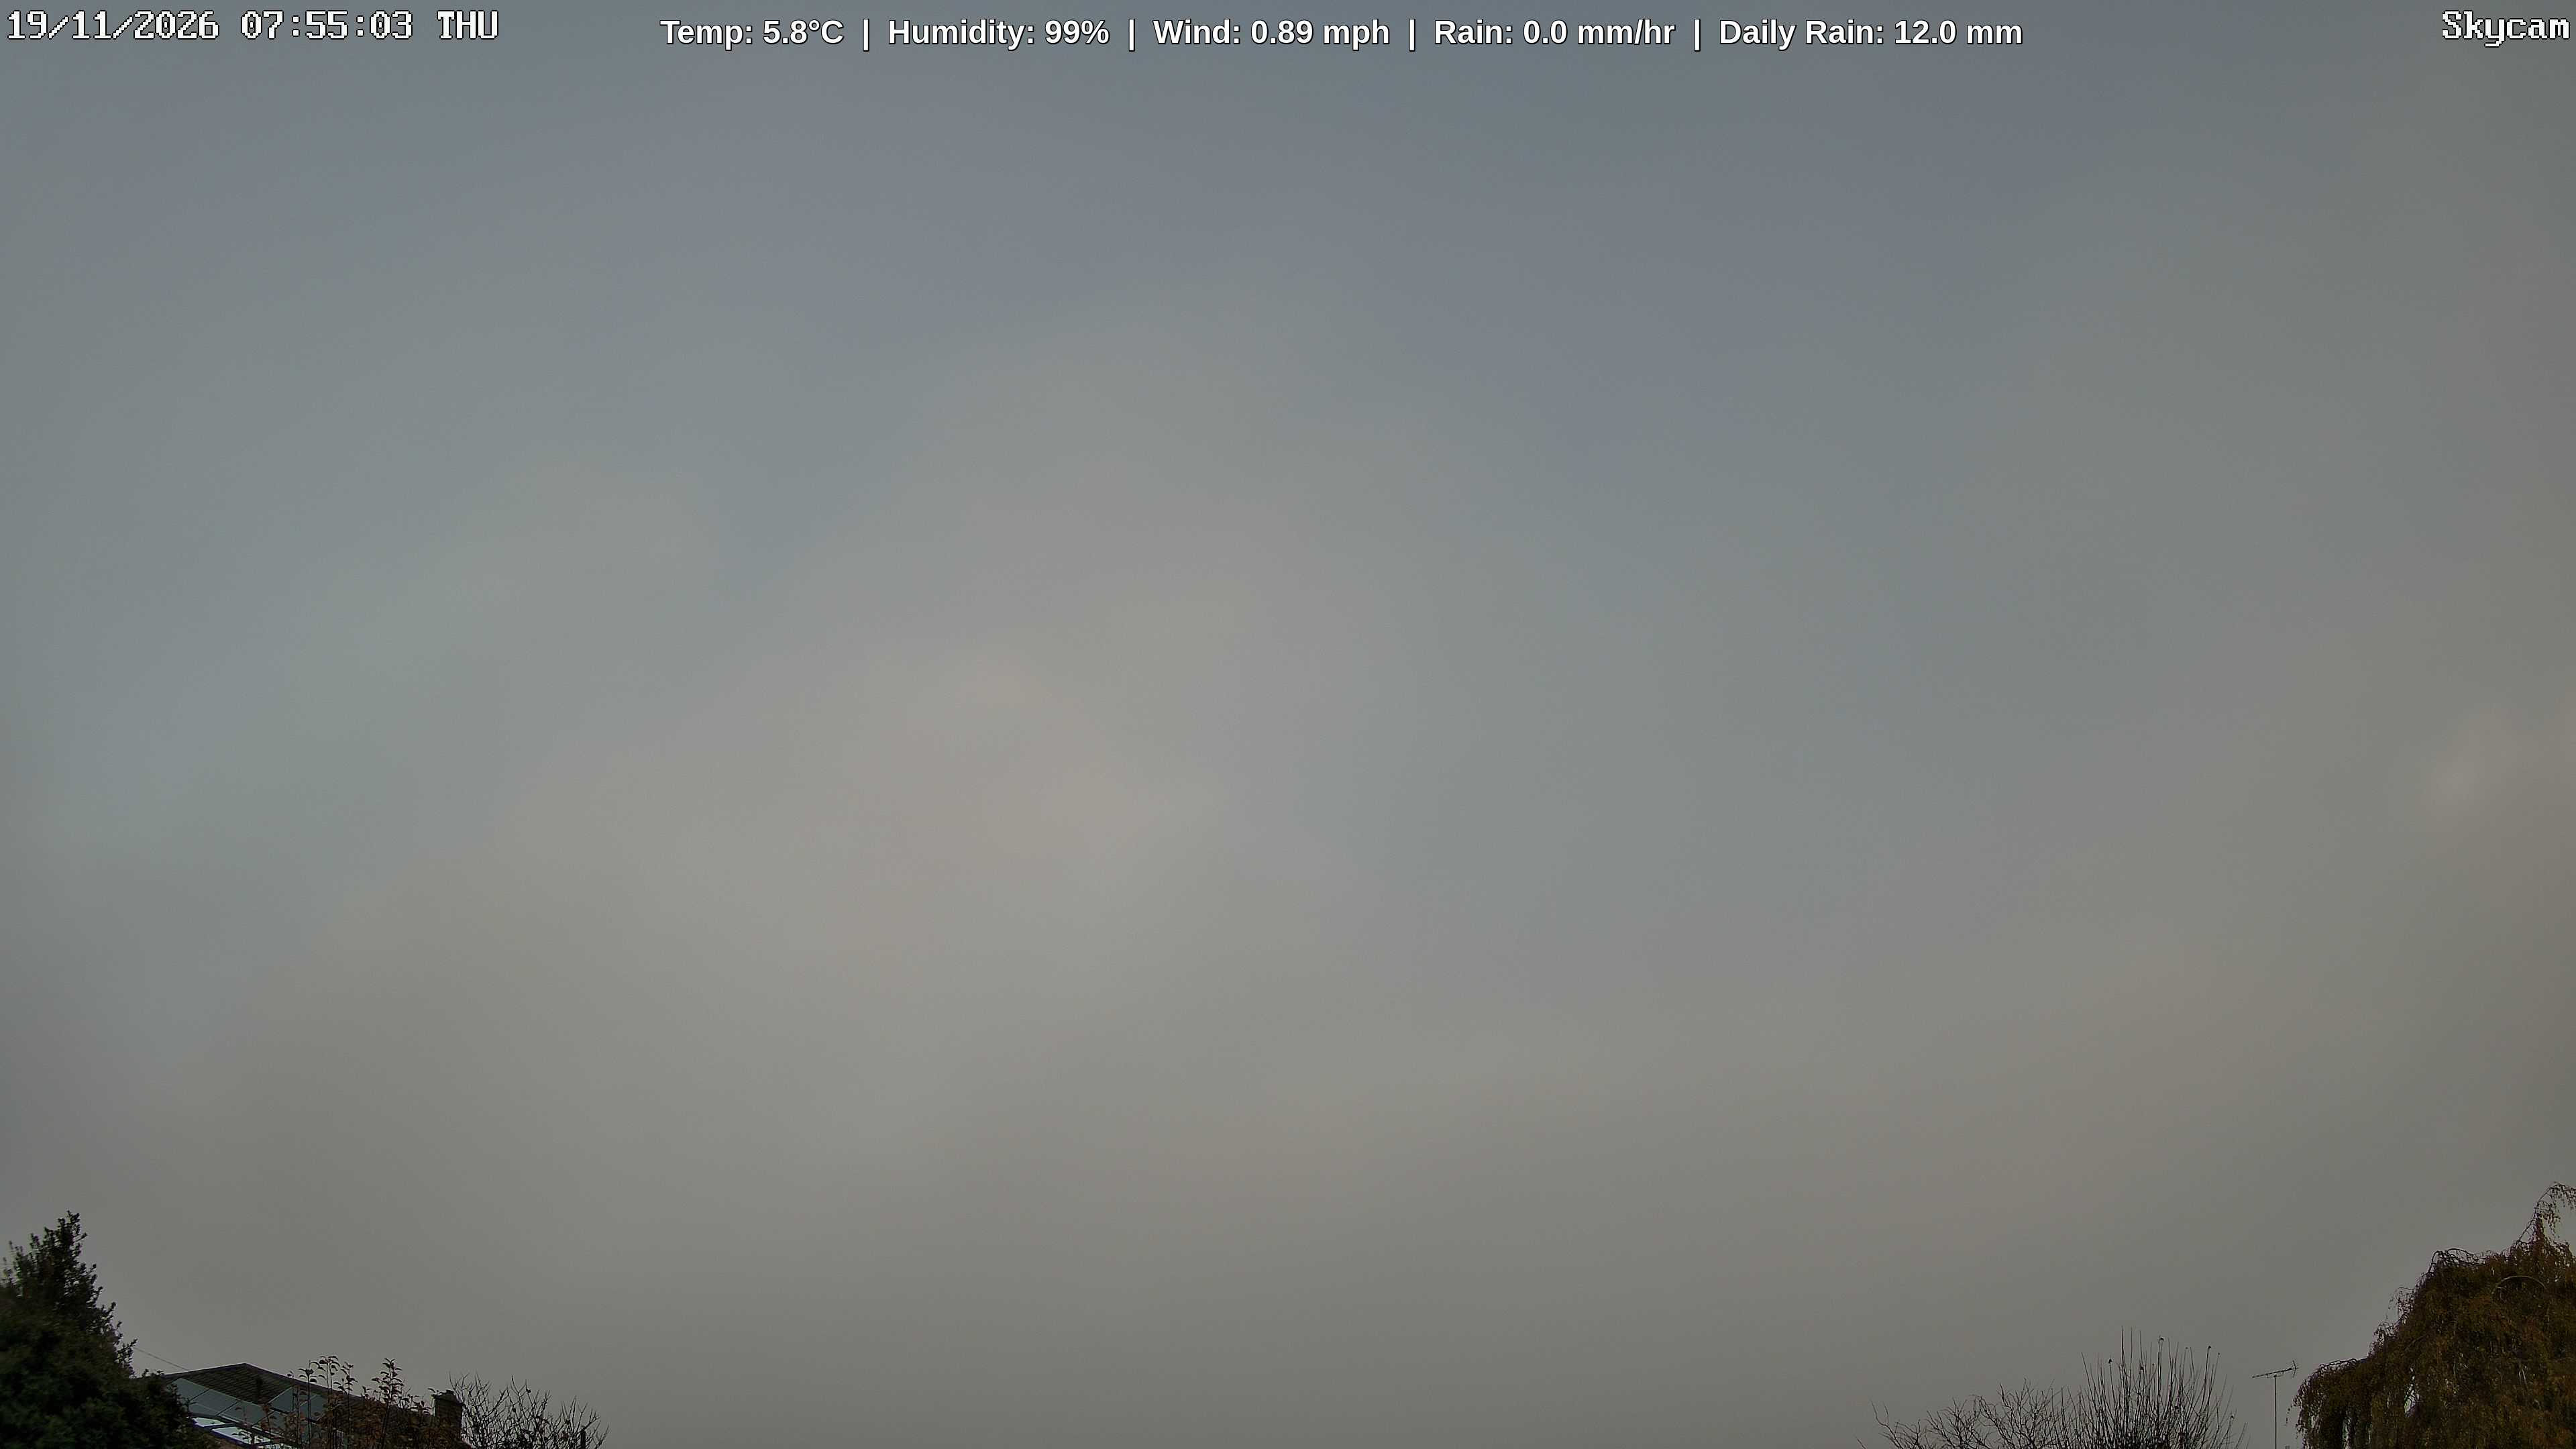 19/11/2026 07:55:03 THU
Temp: 5.8°C | Humidity: 99% | Wind: 0.89 mph | Rain: 0.0 mm/hr | Daily Rain: 12.0 mm
Skycam